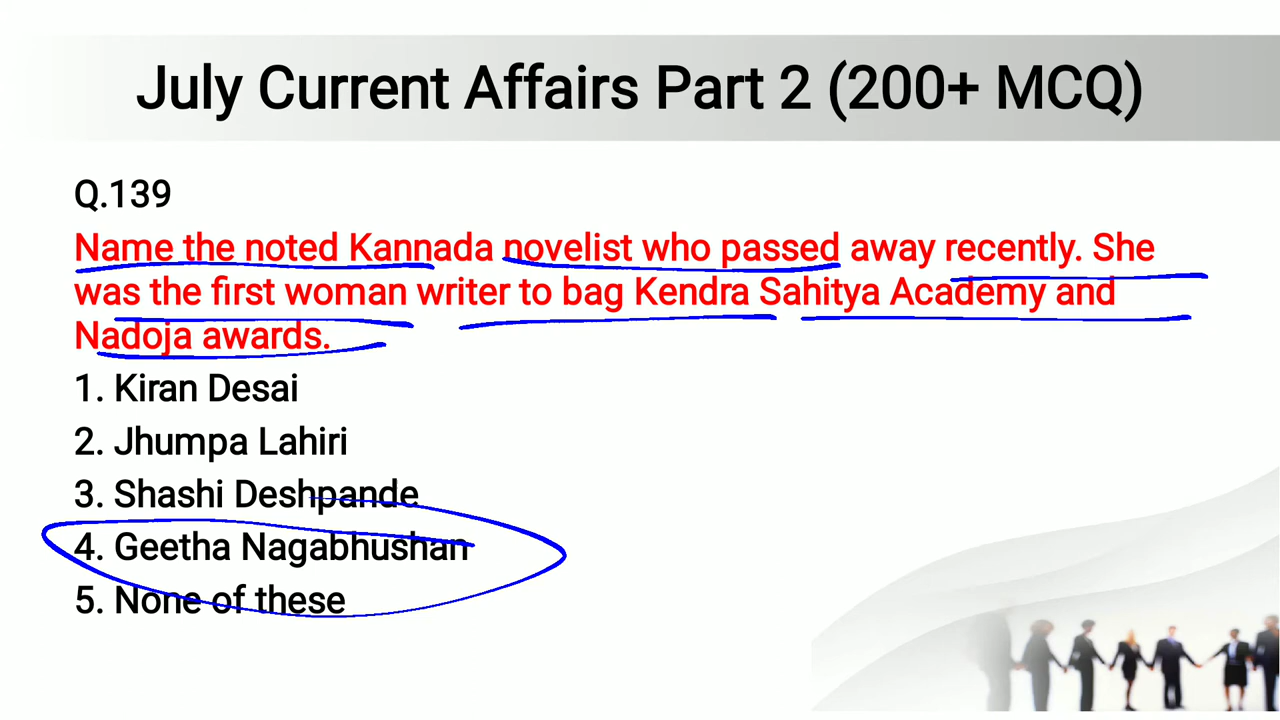 July Current Affairs Part 2 (200+ MCQ)
Q.139
Name the noted Kannada novelist who passed away recently. She
was the first woman writer to bag Kendra Sahitya Academy and
Nadoja awards.
1. Kiran Desai
2. Jhumpa Lahiri
3. Shashi Deshpande
4. Geetha Nagabhushan
5. None of these